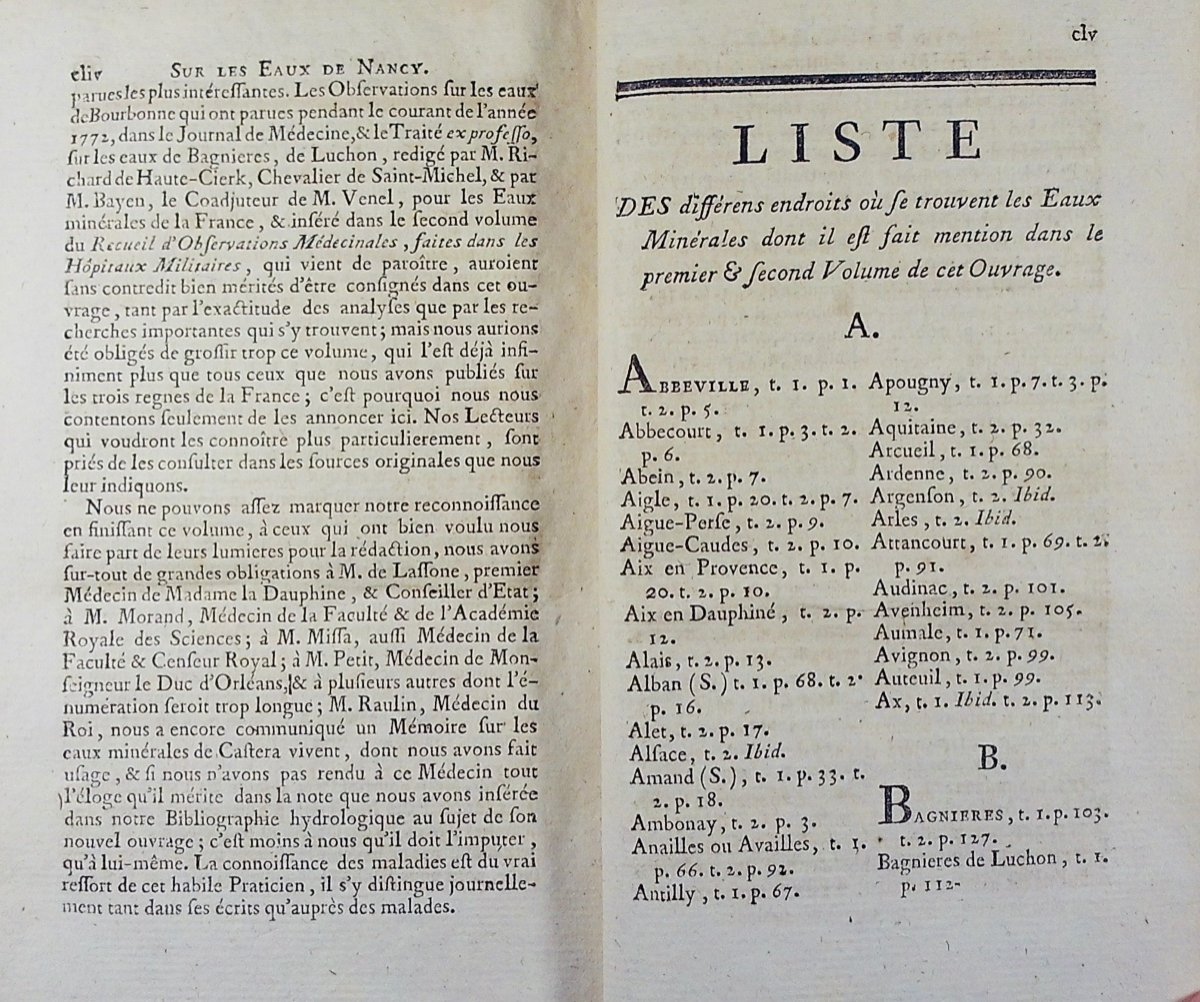 cliv SUR LES EAUX DE NANCY.
parues les plus intéreſſantes. Les Obſervations ſur les eaux
de Bourbonne qui ont parues pendant le courant de l'année
1772, dans le Journal de Médecine, & le Traité ex profeſſo,
ſur les eaux de Bagnieres, de Luchon, redigé par M. Ri-
chard de Haute-Cierk, Chevalier de Saint-Michel, & par
M. Bayen, le Coadjuteur de M. Venel, pour les Eaux
minérales de la France, & inſéré dans le ſecond volume
du Recueil d'Obſervations Médecinales, faites dans les
Hôpitaux Militaires, qui vient de paroître, auroient
ſans contredit bien mérités d'être conſignés dans cet ou-
vrage, tant par l'exactitude des analyſes que par les re-
cherches importantes qui s'y trouvent; mais nous aurions
été obligés de groſſir trop ce volume, qui l'eſt déjà infi-
niment plus que tous ceux que nous avons publiés ſur
les trois regnes de la France; c'eſt pourquoi nous nous
contentons ſeulement de les annoncer ici. Nos Lecteurs
qui voudront les connoître plus particulierement, ſont
priés de les conſulter dans les ſources originales que nous
leur indiquons.
Nous ne pouvons aſſez marquer notre reconnoiſſance
en finiſſant ce volume, à ceux qui ont bien voulu nous
faire part de leurs lumieres pour la rédaction, nous avons
ſur-tout de grandes obligations à M. de Laſſone, premier
Médecin de Madame la Dauphine, & Conſeiller d'Etat;
à M. Morand, Médecin de la Faculté & de l'Académie
Royale des Sciences; à M. Miſſa, auſſi Médecin de la
Faculté & Cenſeur Royal; à M. Petit, Médecin de Mon-
ſeigneur le Duc d'Orléans, & à pluſieurs autres dont l'é-
numération ſeroit trop longue; M. Raulin, Médecin du
Roi, nous a encore communiqué un Mémoire ſur les
eaux minérales de Caſtera vivent, dont nous avons fait
uſage, & ſi nous n'avons pas rendu à ce Médecin tout
l'éloge qu'il mérite dans la note que nous avons inſérée
dans notre Bibliographie hydrologique au ſujet de ſon
nouvel ouvrage; c'eſt moins à nous qu'il doit l'imputer,
qu'à lui-même. La connoiſſance des maladies eſt du vrai
reſſort de cet habile Praticien, il s'y diſtingue journelle-
ment tant dans ſes écrits qu'auprès des malades.
clv
LISTE
DES différens endroits où ſe trouvent les Eaux
Minérales dont il eſt fait mention dans le
premier & ſecond Volume de cet Ouvrage.
A.
ABBEVILLE, t. 1. p. 1.
t. 2. p. 5.
Abbecourt, t. 1. p. 3. t. 2.
p. 6.
Abein, t. 2. p. 7.
Aigle, t. 1. p. 20. t. 2. p. 7.
Aigue-Perſe, t. 2. p. 9.
Aigue-Caudes, t. 2. p. 10.
Aix en Provence, t. 1. p.
20. t. 2. p. 10.
Aix en Dauphiné, t. 2. p.
12.
Alais, t. 2. p. 13.
Alban (S.) t. 1. p. 68. t. 2.
p. 16.
Alet, t. 2. p. 17.
Alſace, t. 2. Ibid.
Amand (S.), t. 1. p. 33. t.
2. p. 18.
Ambonay, t. 2. p. 3.
Anailles ou Availles, t. 1.
p. 66. t. 2. p. 92.
Antilly, t. 1. p. 67.
Apougny, t. 1. p. 7. t. 3. p.
12.
Aquitaine, t. 2. p. 32.
Arcueil, t. 1. p. 68.
Ardenne, t. 2. p. 90.
Argenſon, t. 2. Ibid.
Arles, t. 2. Ibid.
Attancourt, t. 1. p. 69. t. 2.
p. 91.
Audinac, t. 2. p. 101.
Avenheim, t. 2. p. 105.
Aumale, t. 1. p. 71.
Avignon, t. 2. p. 99.
Auteuil, t. 1. p. 99.
Ax, t. 1. Ibid. t. 2. p. 113.
B.
BAGNIERES, t. 1. p. 103.
t. 2. p. 127.
Bagnieres de Luchon, t. 1.
p. 112.